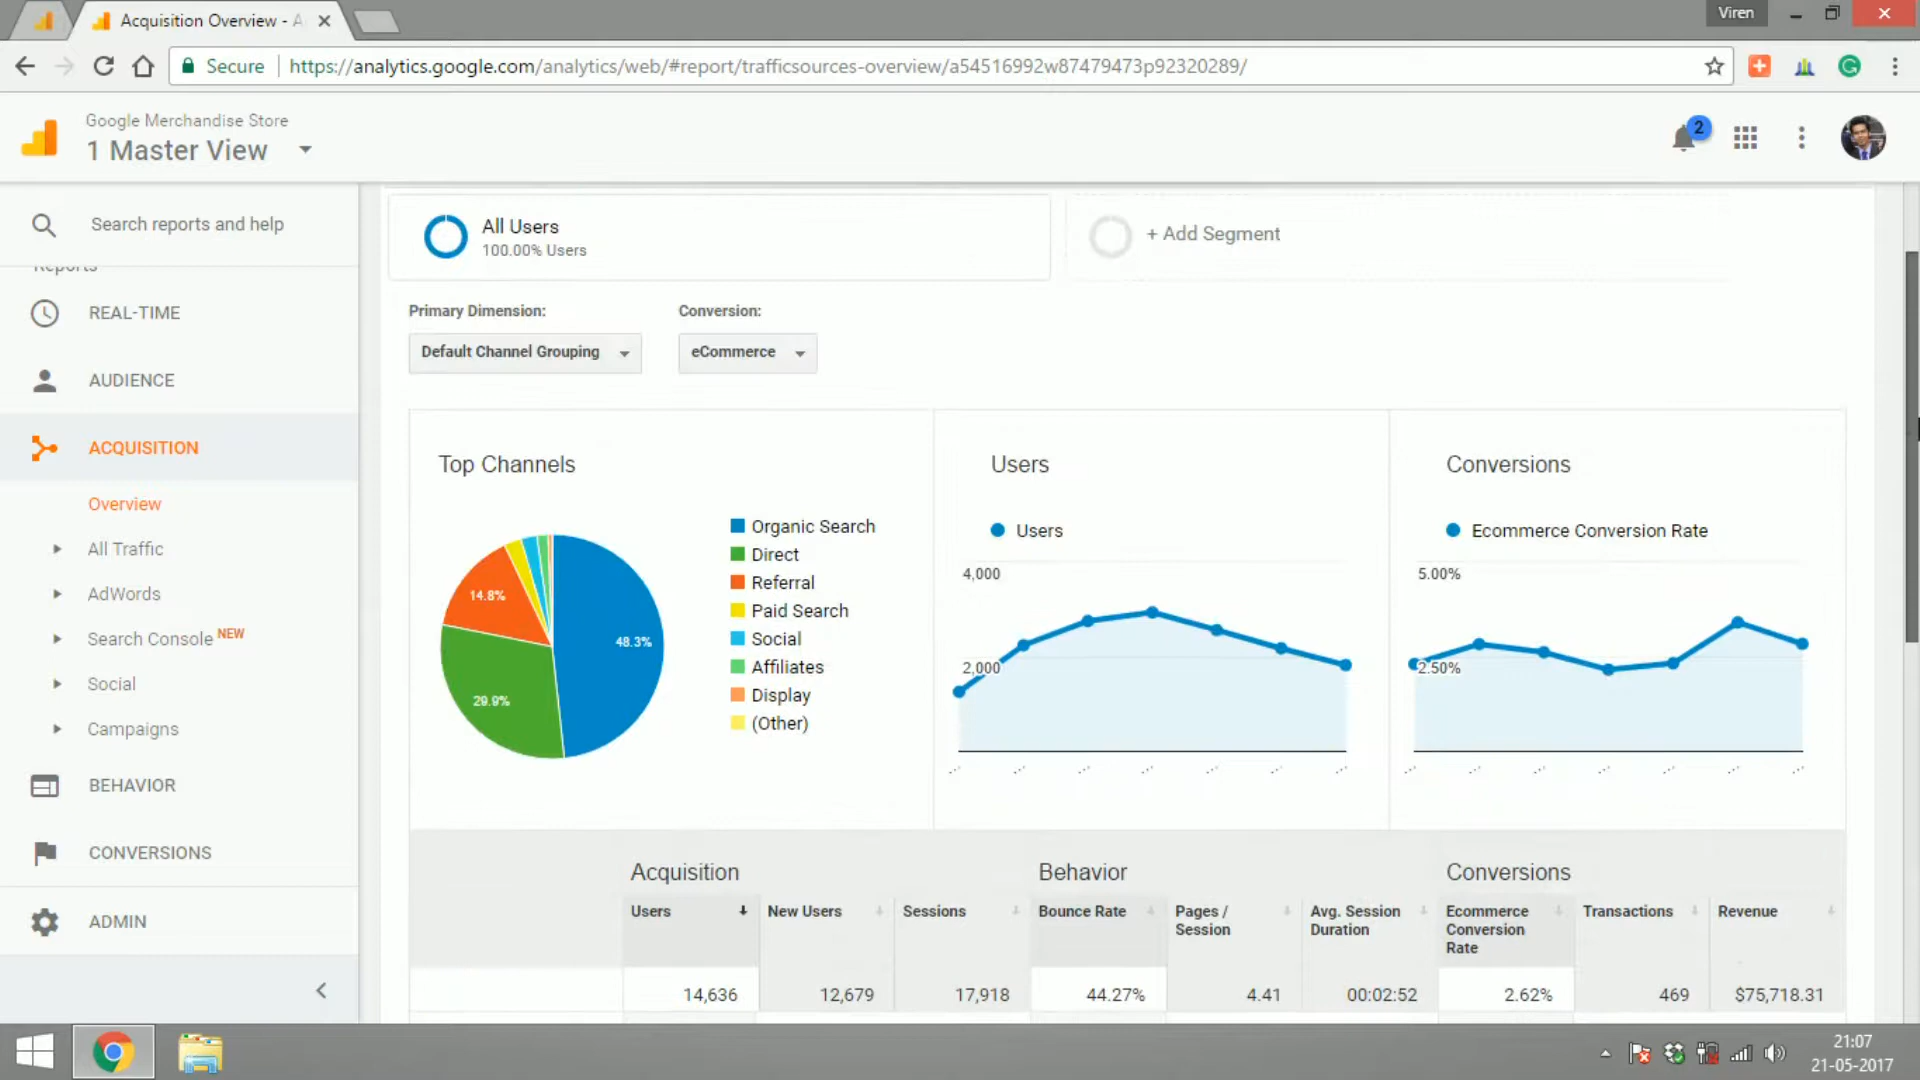 Acquisition Overview - A
Viren
Secure
https://analytics.google.com/analytics/web/#report/trafficsources-overview/a54516992w87479473p92320289/
Google Merchandise Store
1 Master View
2
Search reports and help
Reports
REAL-TIME
AUDIENCE
ACQUISITION
Overview
All Traffic
AdWords
Search Console NEW
Social
Campaigns
BEHAVIOR
CONVERSIONS
ADMIN
All Users
100.00% Users
+ Add Segment
Primary Dimension:
Conversion:
Default Channel Grouping
eCommerce
Top Channels
48.3%
29.9%
14.8%
Organic Search
Direct
Referral
Paid Search
Social
Affiliates
Display
(Other)
Users
Users
4,000
2,000
Conversions
Ecommerce Conversion Rate
5.00%
2.50%
Acquisition
Behavior
Conversions
Users
New Users
Sessions
Bounce Rate
Pages /
Session
Avg. Session
Duration
Ecommerce
Conversion
Rate
Transactions
Revenue
14,636
12,679
17,918
44.27%
4.41
00:02:52
2.62%
469
$75,718.31
21:07
21-05-2017